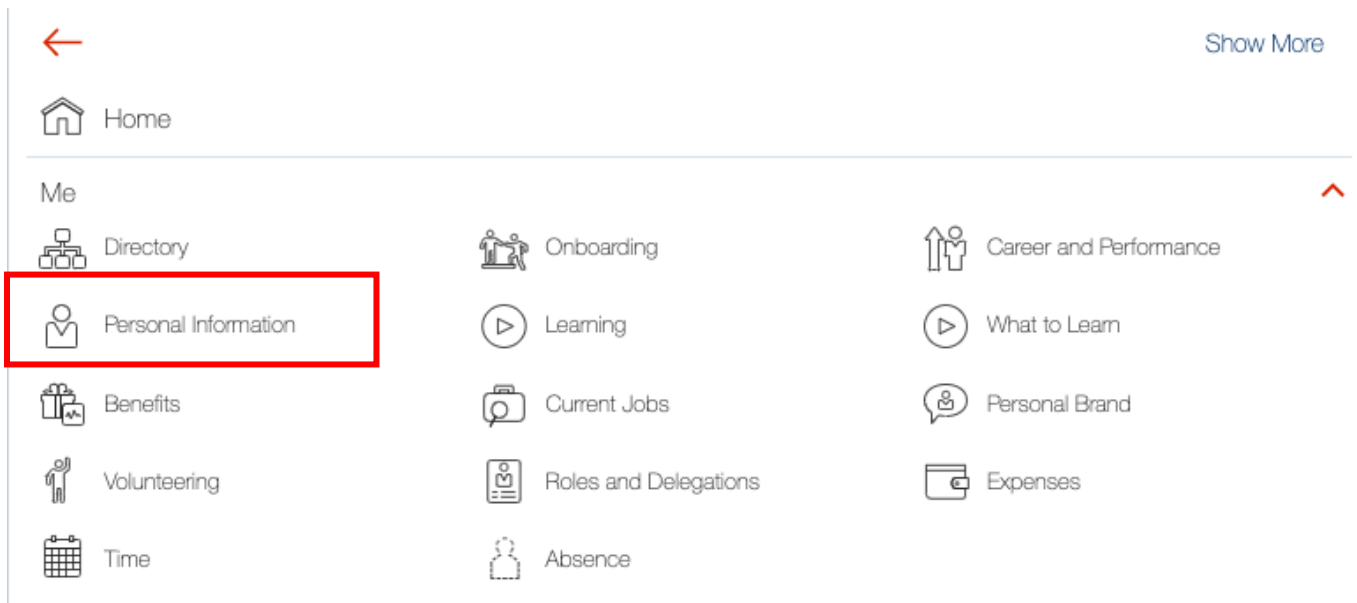 Show More
Home
Me
Directory
Onboarding
Career and Performance
Personal Information
Learning
What to Learn
Benefits
Current Jobs
Personal Brand
Volunteering
Roles and Delegations
Expenses
Time
Absence